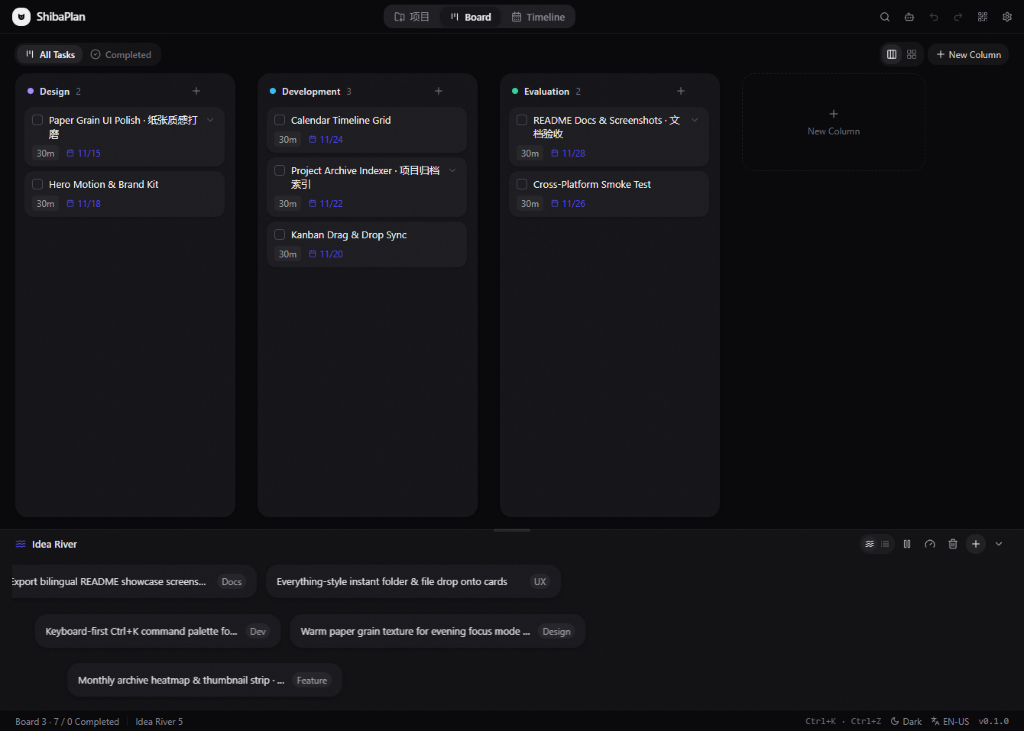 ShibaPlan
项目
Board
Timeline
All Tasks
Completed
New Column
Design 2
Paper Grain UI Polish · 纸张质感打
磨
30m 11/15
Hero Motion & Brand Kit
30m 11/18
Development 3
Calendar Timeline Grid
30m 11/24
Project Archive Indexer · 项目归档
索引
30m 11/22
Kanban Drag & Drop Sync
30m 11/20
Evaluation 2
README Docs & Screenshots · 文
档验收
30m 11/28
Cross-Platform Smoke Test
30m 11/26
New Column
Idea River
Export bilingual README showcase screens... Docs
Everything-style instant folder & file drop onto cards UX
Keyboard-first Ctrl+K command palette fo... Dev
Warm paper grain texture for evening focus mode ... Design
Monthly archive heatmap & thumbnail strip · ... Feature
Board 3 · 7 / 0 Completed
Idea River 5
Ctrl+K · Ctrl+Z
Dark
EN-US
v0.1.0